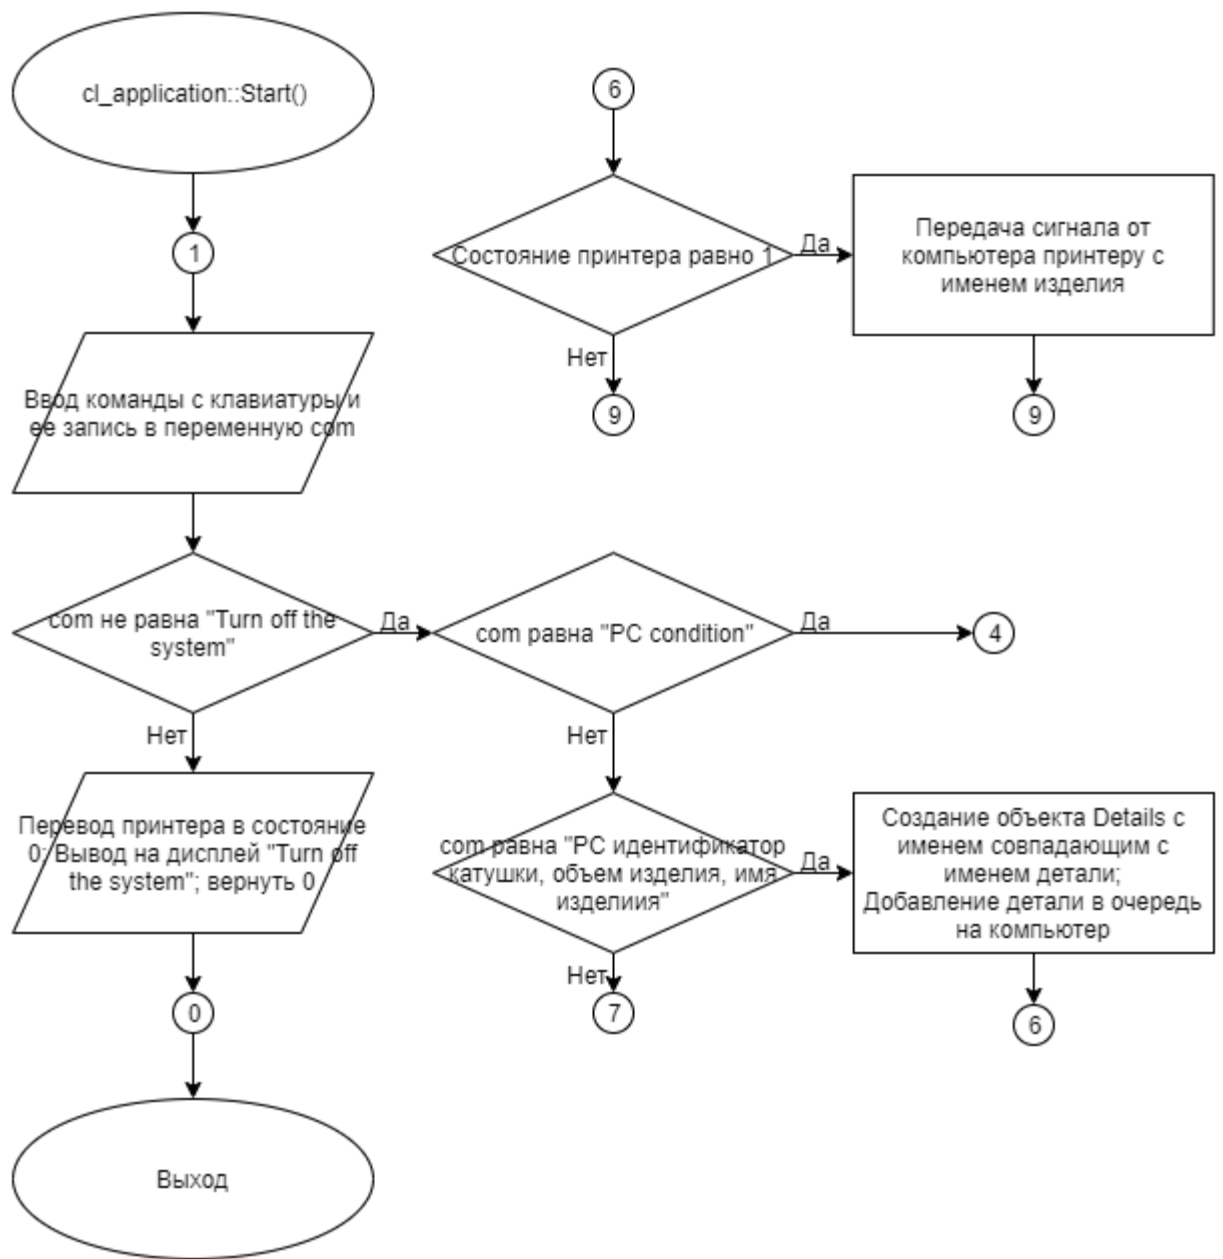 cl_application::Start()
1
Ввод команды с клавиатуры и
ее запись в переменную com
com не равна "Turn off the
system"
Да
Нет
Перевод принтера в состояние
0; Вывод на дисплей "Turn off
the system"; вернуть 0
0
Выход
6
Состояние принтера равно 1
Да
Нет
9
Передача сигнала от
компьютера принтеру с
именем изделия
9
com равна "PC condition"
Да
4
Нет
com равна "PC идентификатор
катушки, объем изделия, имя
изделиия"
Да
Нет
7
Создание объекта Details с
именем совпадающим с
именем детали;
Добавление детали в очередь
на компьютер
6